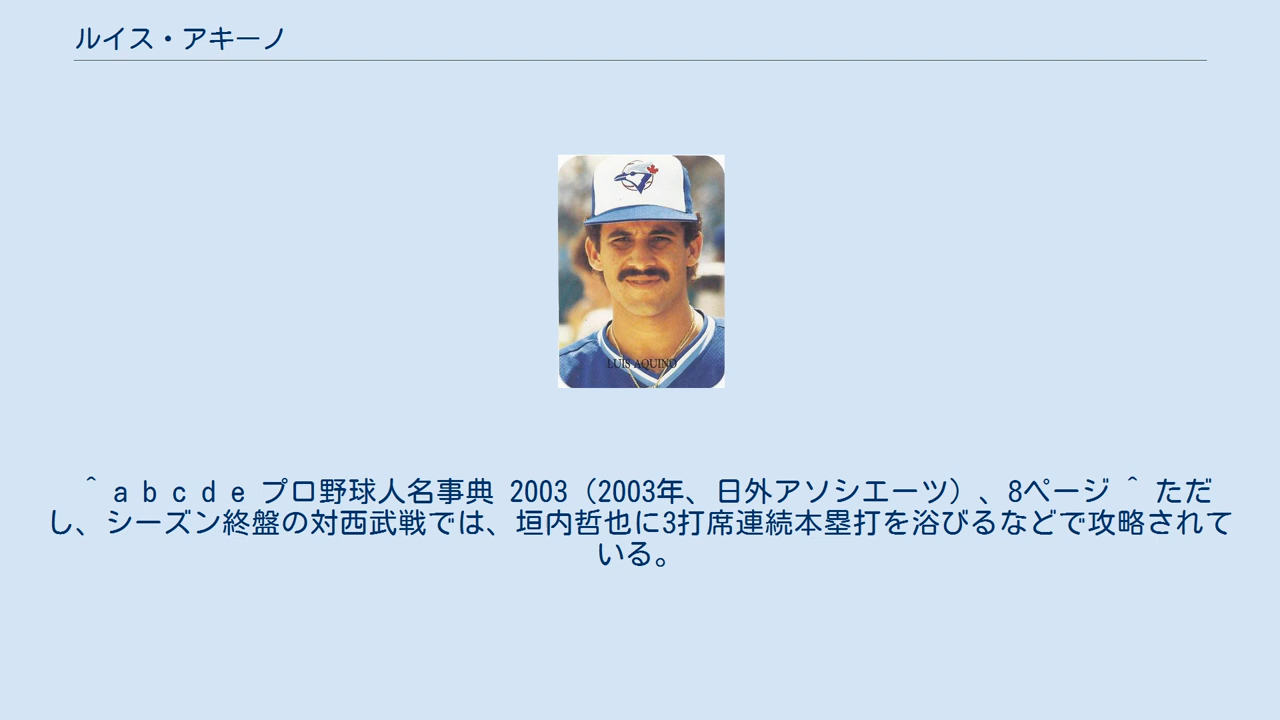 ルイス・アキーノ
LUIS AQUINO
^ a b c d e プロ野球人名事典 2003（2003年、日外アソシエーツ）、8ページ ^ ただ
し、シーズン終盤の対西武戦では、垣内哲也に3打席連続本塁打を浴びるなどで攻略されて
いる。